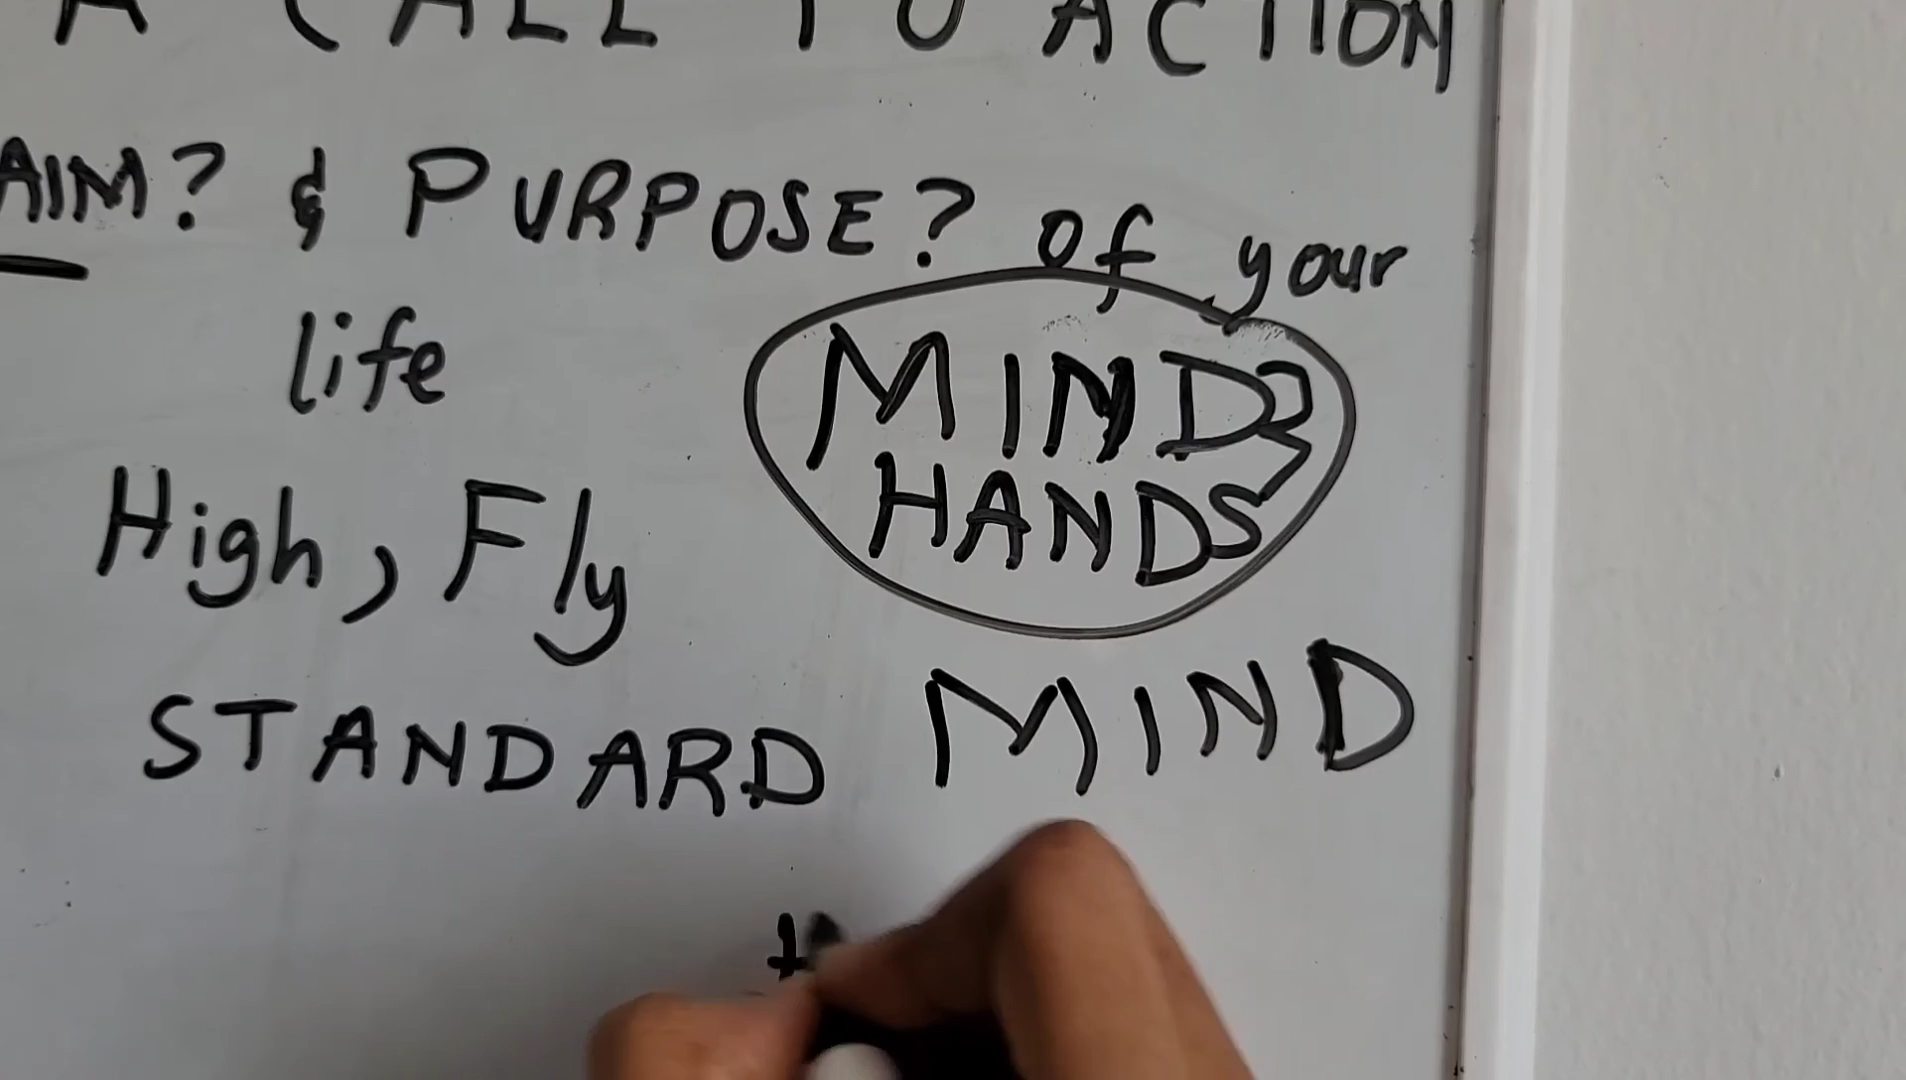 A CALL TO ACTION
AIM? & PURPOSE? of your
life
MIND
HANDS
High, Fly
STANDARD MIND